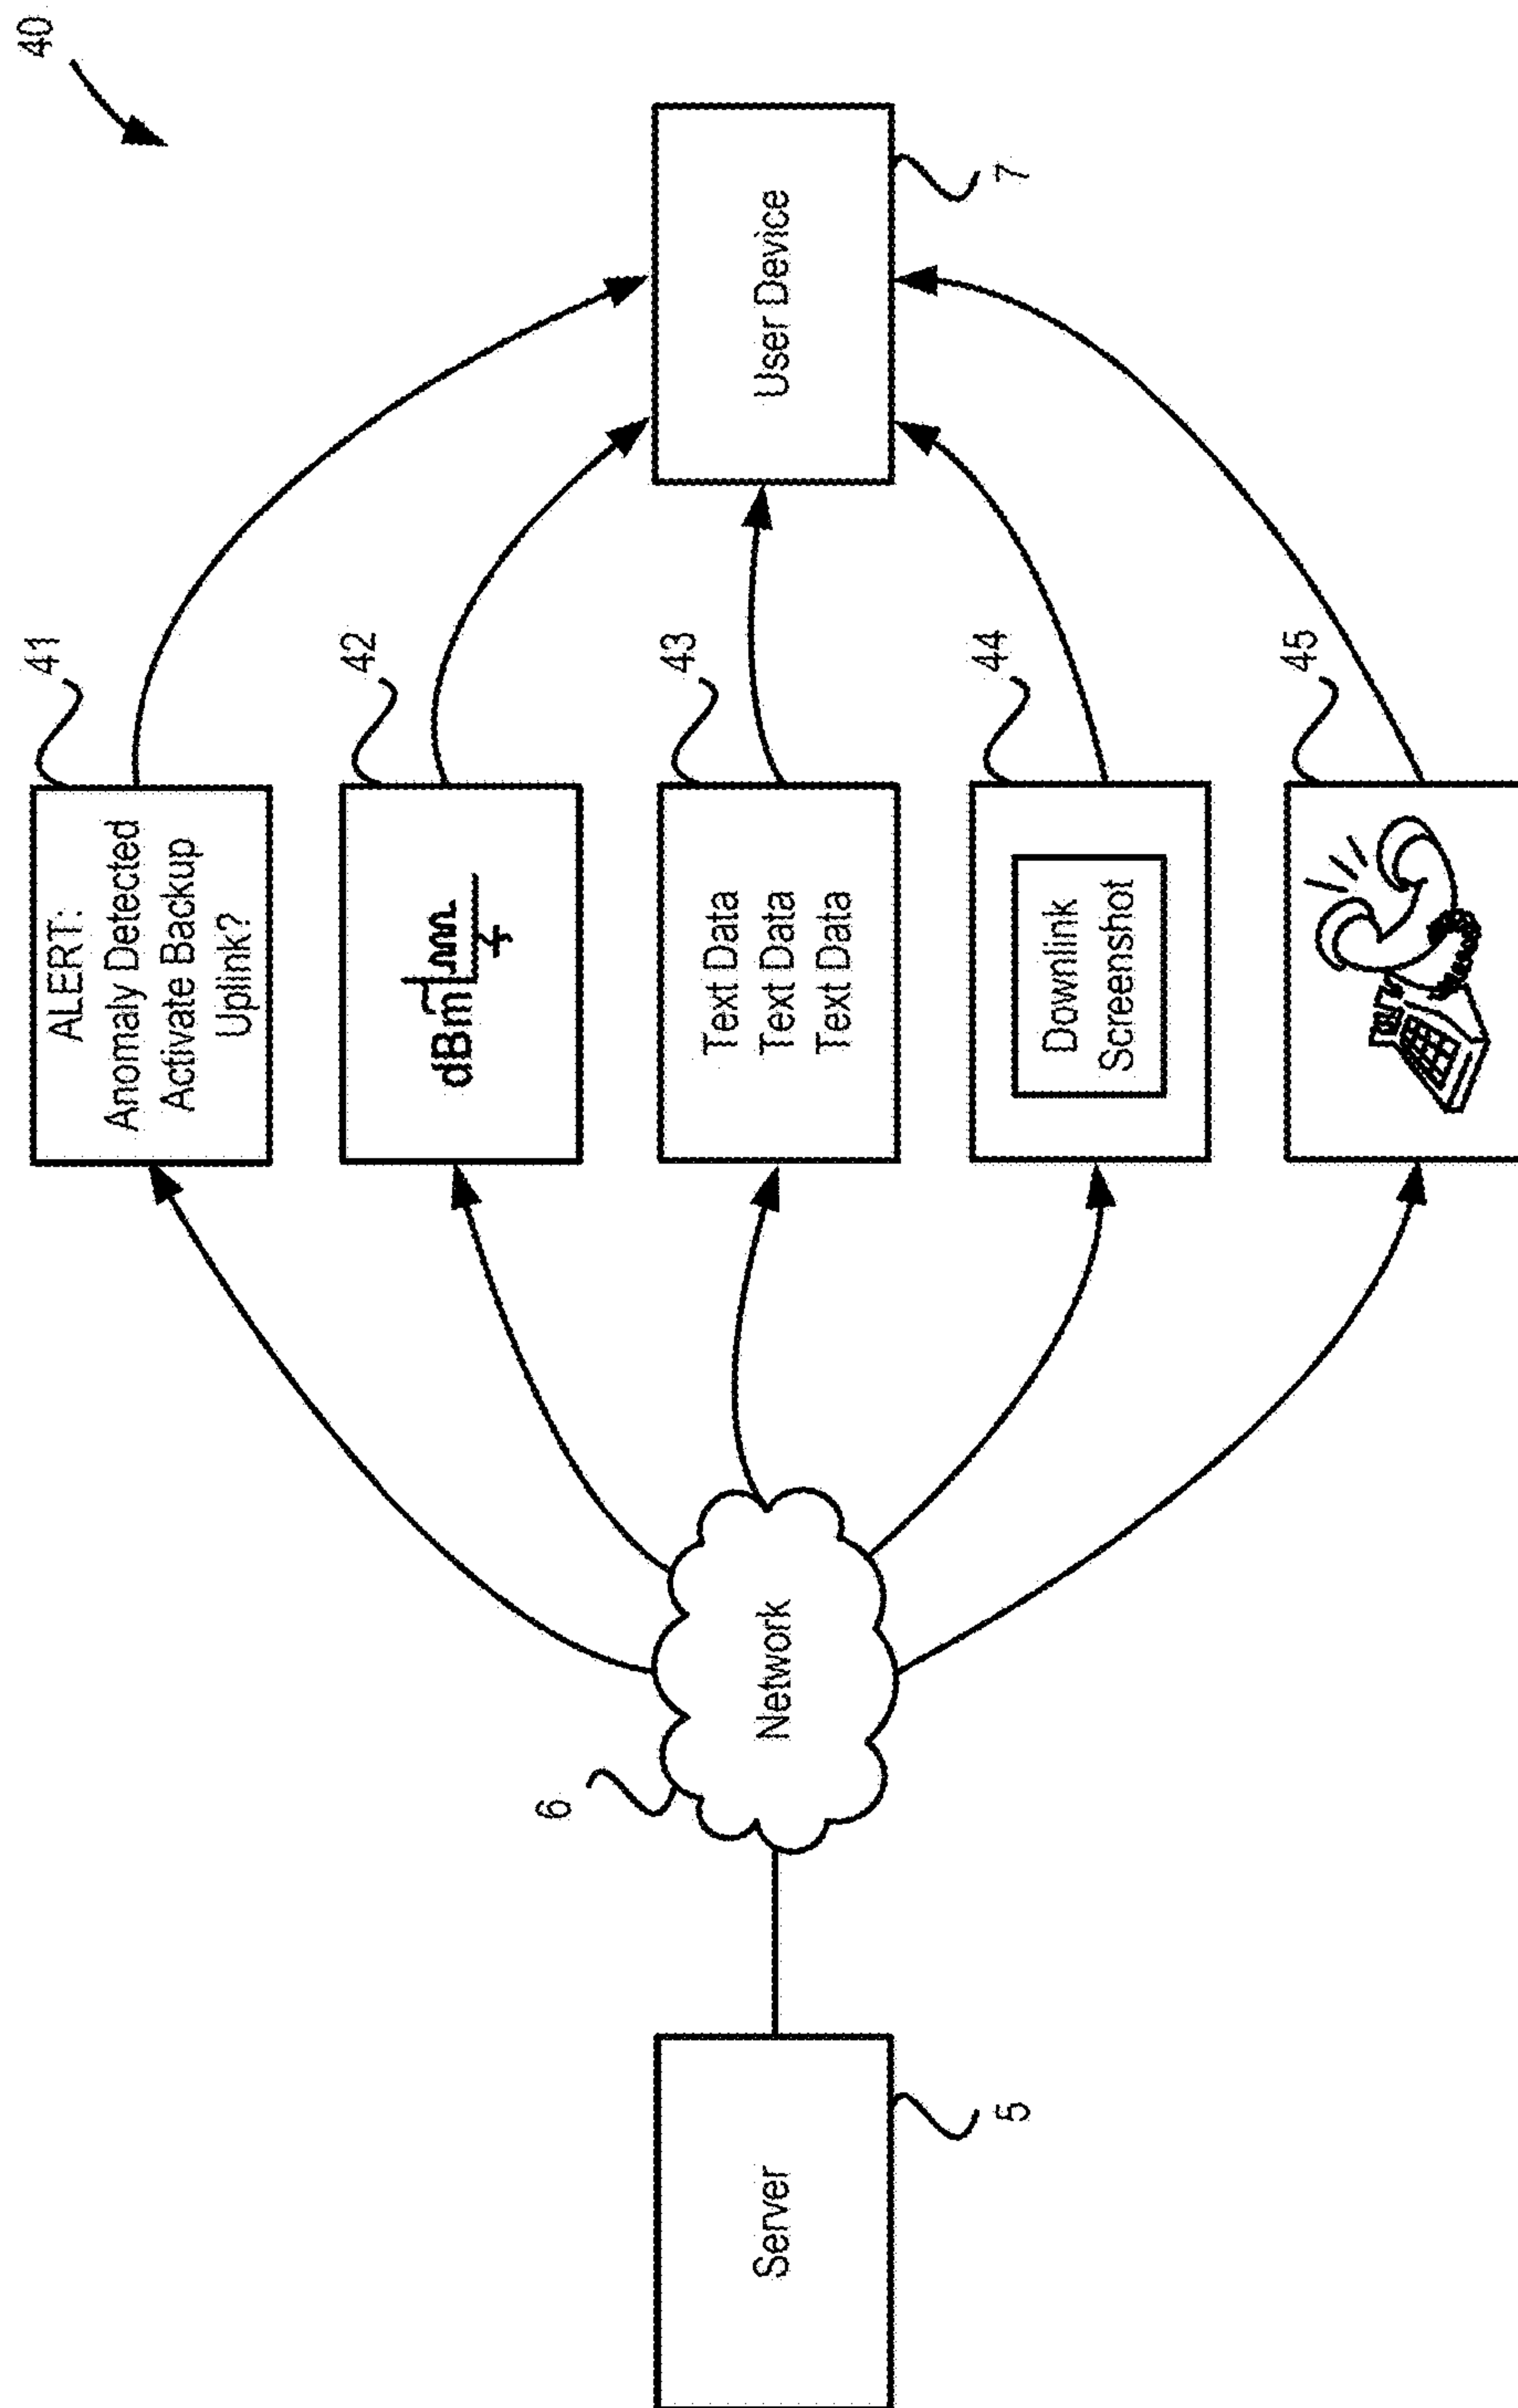 40
41
ALERT:
Anomaly Detected
Activate Backup
Uplink?
42
dBm
f
43
Text Data
Text Data
Text Data
44
Downlink
Screenshot
45
User Device
7
6
Network
Server
5